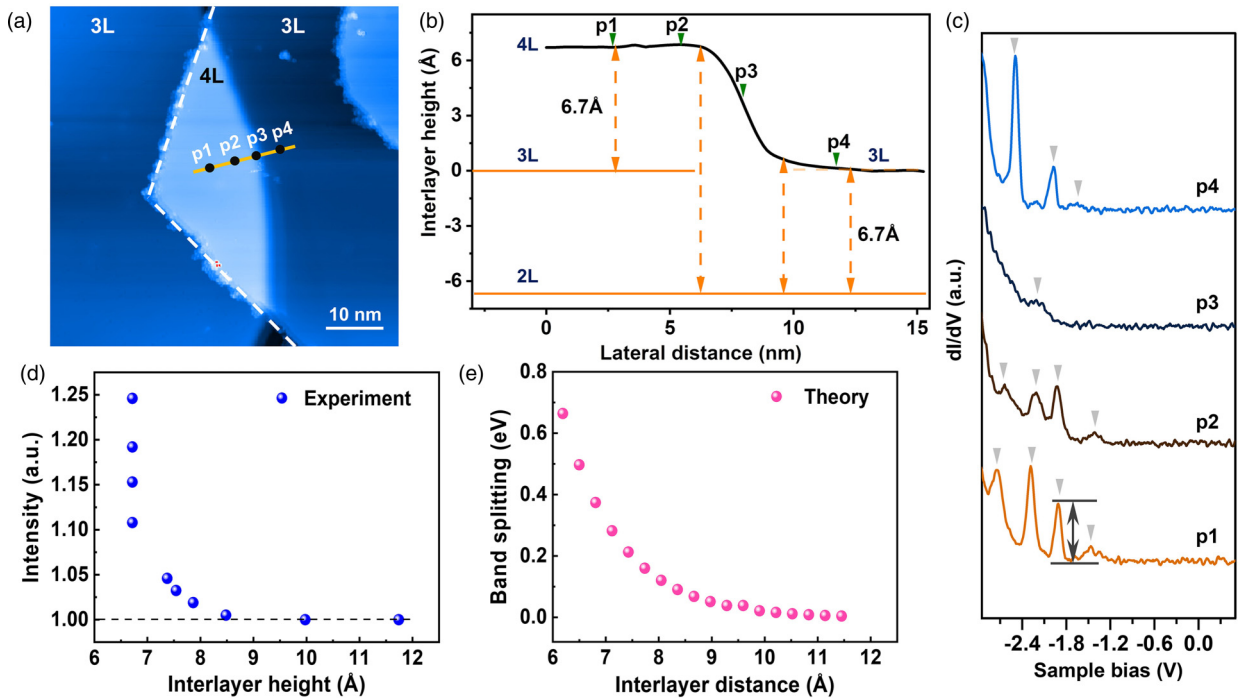 (a)
3L
3L
4L
p1
p2
p3
p4
10 nm
(b)
Interlayer height (Å)
6
3
0
-3
-6
4L
p1
p2
p3
p4
6.7Å
3L
3L
6.7Å
2L
0
5
10
15
Lateral distance (nm)
(c)
dI/dV (a.u.)
p4
p3
p2
p1
-2.4
-1.8
-1.2
-0.6
0.0
Sample bias (V)
(d)
Intensity (a.u.)
1.25
1.20
1.15
1.10
1.05
1.00
Experiment
6
7
8
9
10
11
12
Interlayer height (Å)
(e)
Band splitting (eV)
0.8
0.6
0.4
0.2
0.0
Theory
6
7
8
9
10
11
12
Interlayer distance (Å)